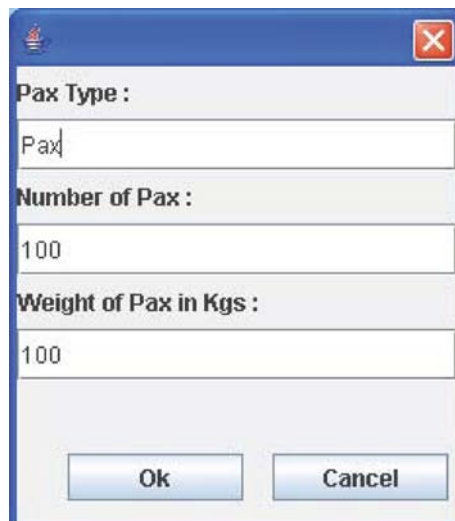 Pax Type :
Pax
Number of Pax :
100
Weight of Pax in Kgs :
100
Ok Cancel